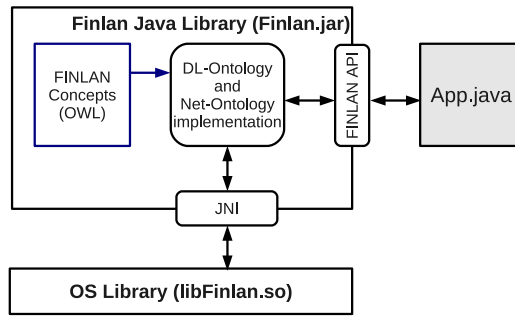 Finlan Java Library (Finlan.jar)
FINLAN
Concepts
(OWL)
DL-Ontology
and
Net-Ontology
implementation
FINLAN API
App.java
JNI
OS Library (libFinlan.so)